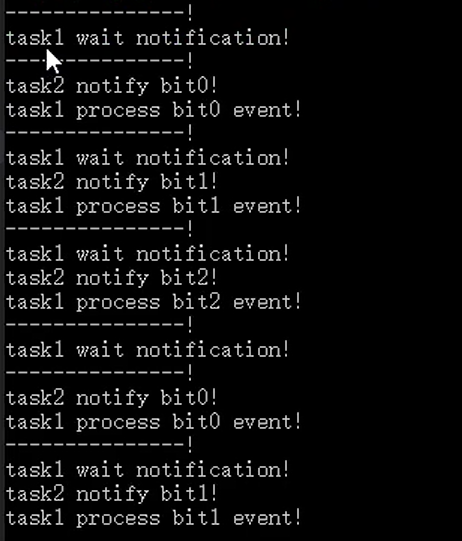 ---------------!
task1 wait notification!
---------------!
task2 notify bit0!
task1 process bit0 event!
---------------!
task1 wait notification!
task2 notify bit1!
task1 process bit1 event!
---------------!
task1 wait notification!
task2 notify bit2!
task1 process bit2 event!
---------------!
task1 wait notification!
---------------!
task2 notify bit0!
task1 process bit0 event!
---------------!
task1 wait notification!
task2 notify bit1!
task1 process bit1 event!